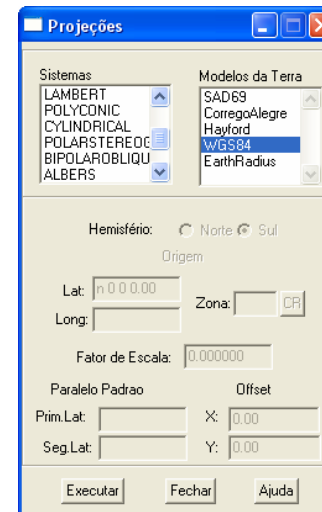 Projeções
Sistemas
Modelos da Terra
LAMBERT
POLYCONIC
CYLINDRICAL
POLARSTEREOG
BIPOLAROBLIQU
ALBERS
SAD69
CorregoAlegre
Hayford
WGS84
EarthRadius
Hemisfério: Norte Sul
Origem
Lat: n 0 0 0.00
Zona: CR
Long:
Fator de Escala: 0.000000
Paralelo Padrao Offset
Prim.Lat: X: 0.00
Seg.Lat: Y: 0.00
Executar Fechar Ajuda